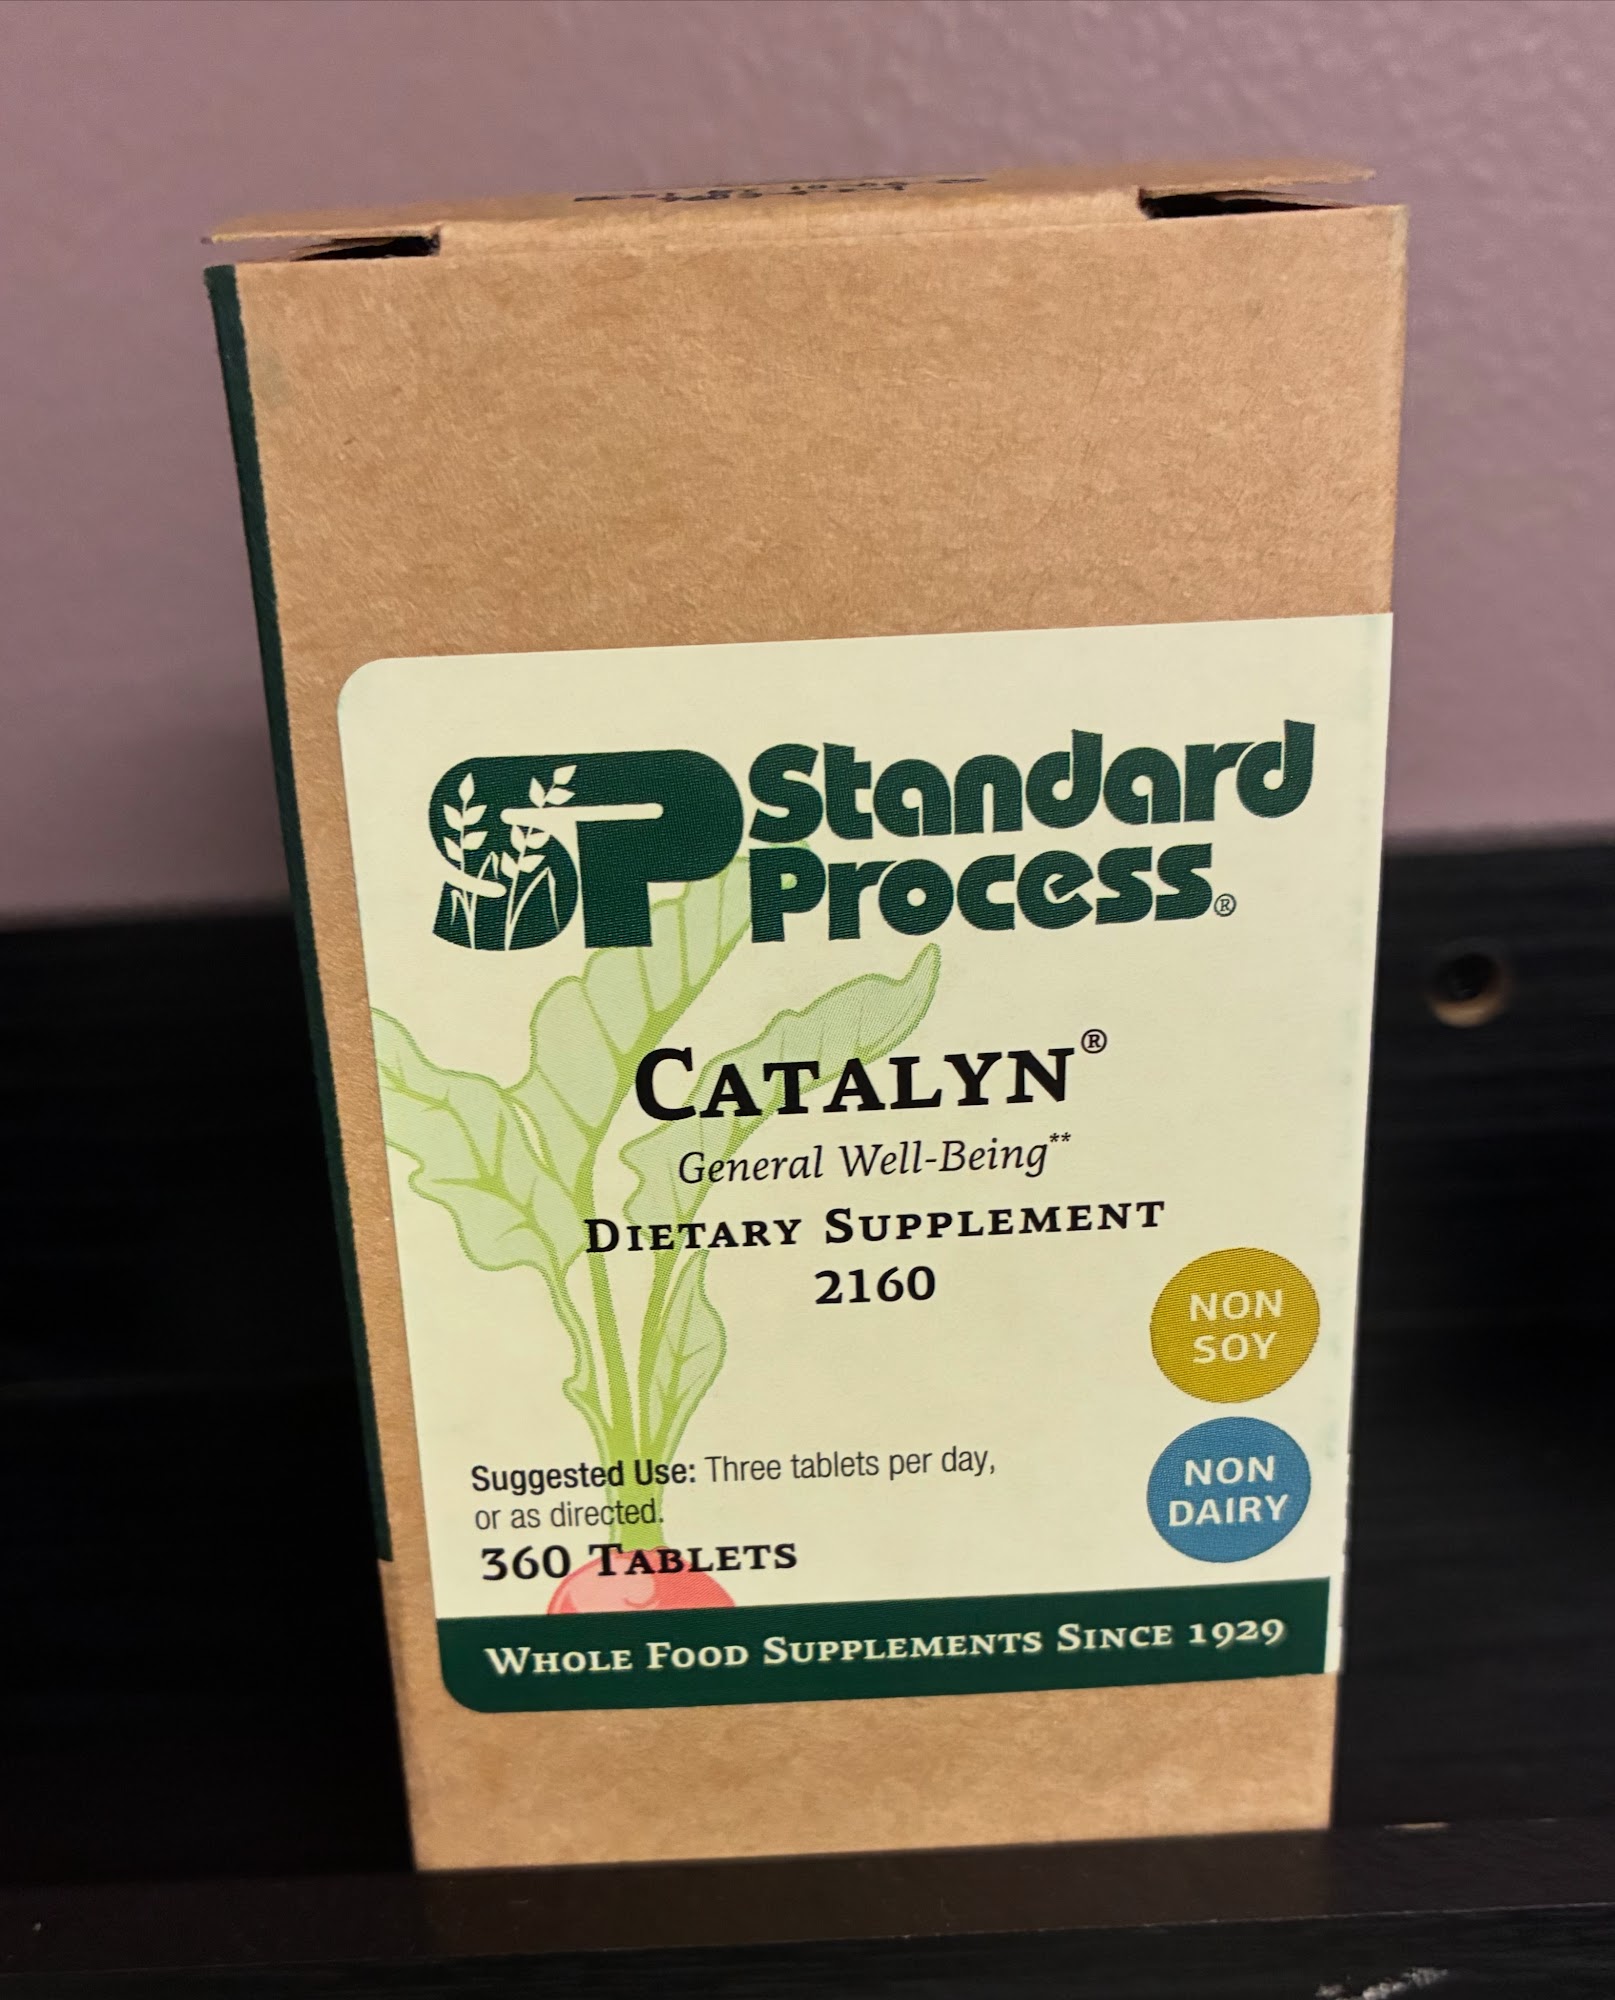 Standard
Process®
CATALYN®
General Well-Being**
DIETARY SUPPLEMENT
2160
NON
SOY
NON
DAIRY
Suggested Use: Three tablets per day,
or as directed.
360 TABLETS
WHOLE FOOD SUPPLEMENTS SINCE 1929